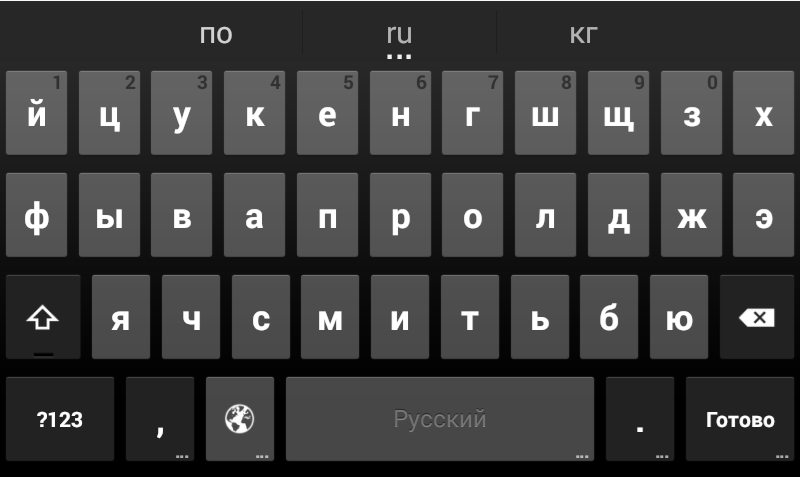 по ru кг
1 2 3 4 5 6 7 8 9 0
й ц у к е н г ш щ з х
ф ы в а п р о л д ж э
я ч с м и т ь б ю
?123 , Русский . Готово